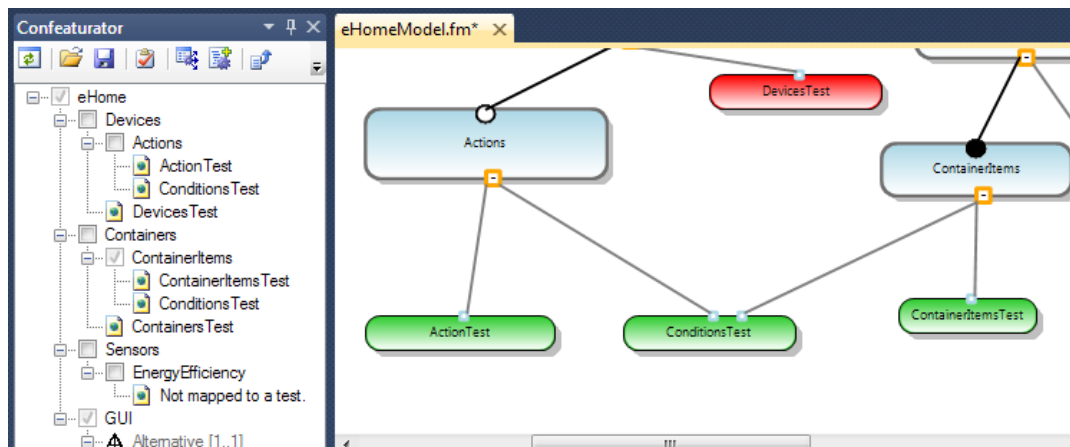 Confeaturator
eHome
Devices
Actions
ActionTest
ConditionsTest
DevicesTest
Containers
ContainerItems
ContainerItemsTest
ConditionsTest
ContainersTest
Sensors
EnergyEfficiency
Not mapped to a test.
GUI
Alternative [1..1]
eHomeModel.fm*
DevicesTest
Actions
ContainerItems
ActionTest
ConditionsTest
ContainerItemsTest